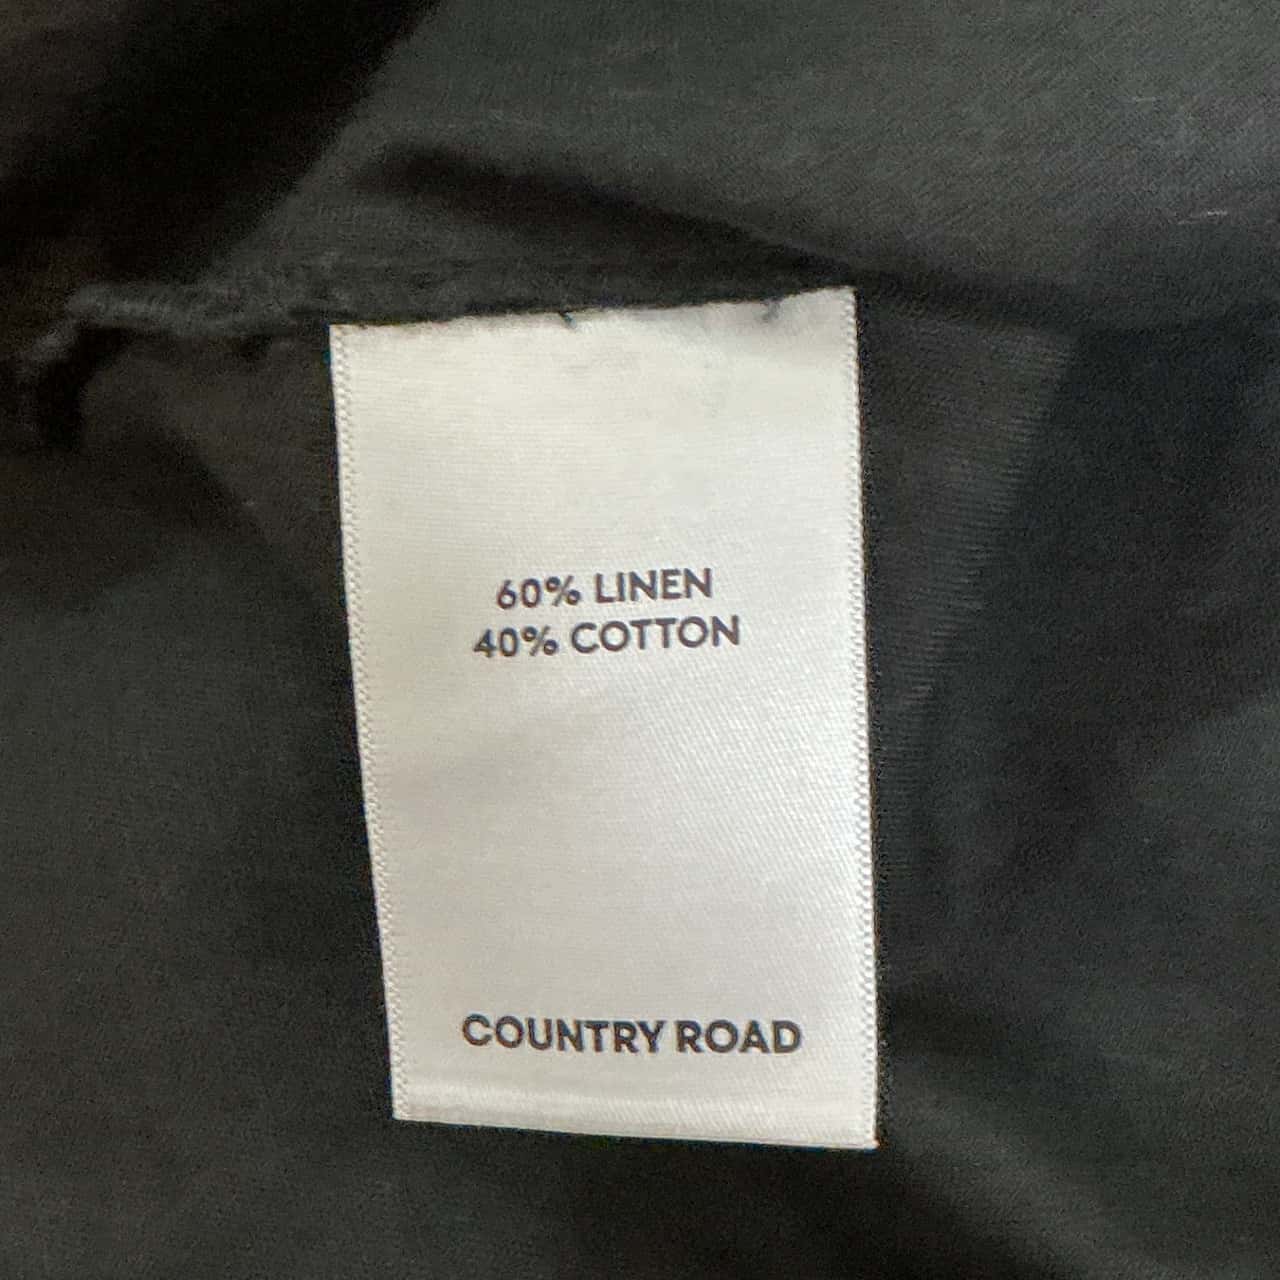 60% LINEN
40% COTTON
COUNTRY ROAD